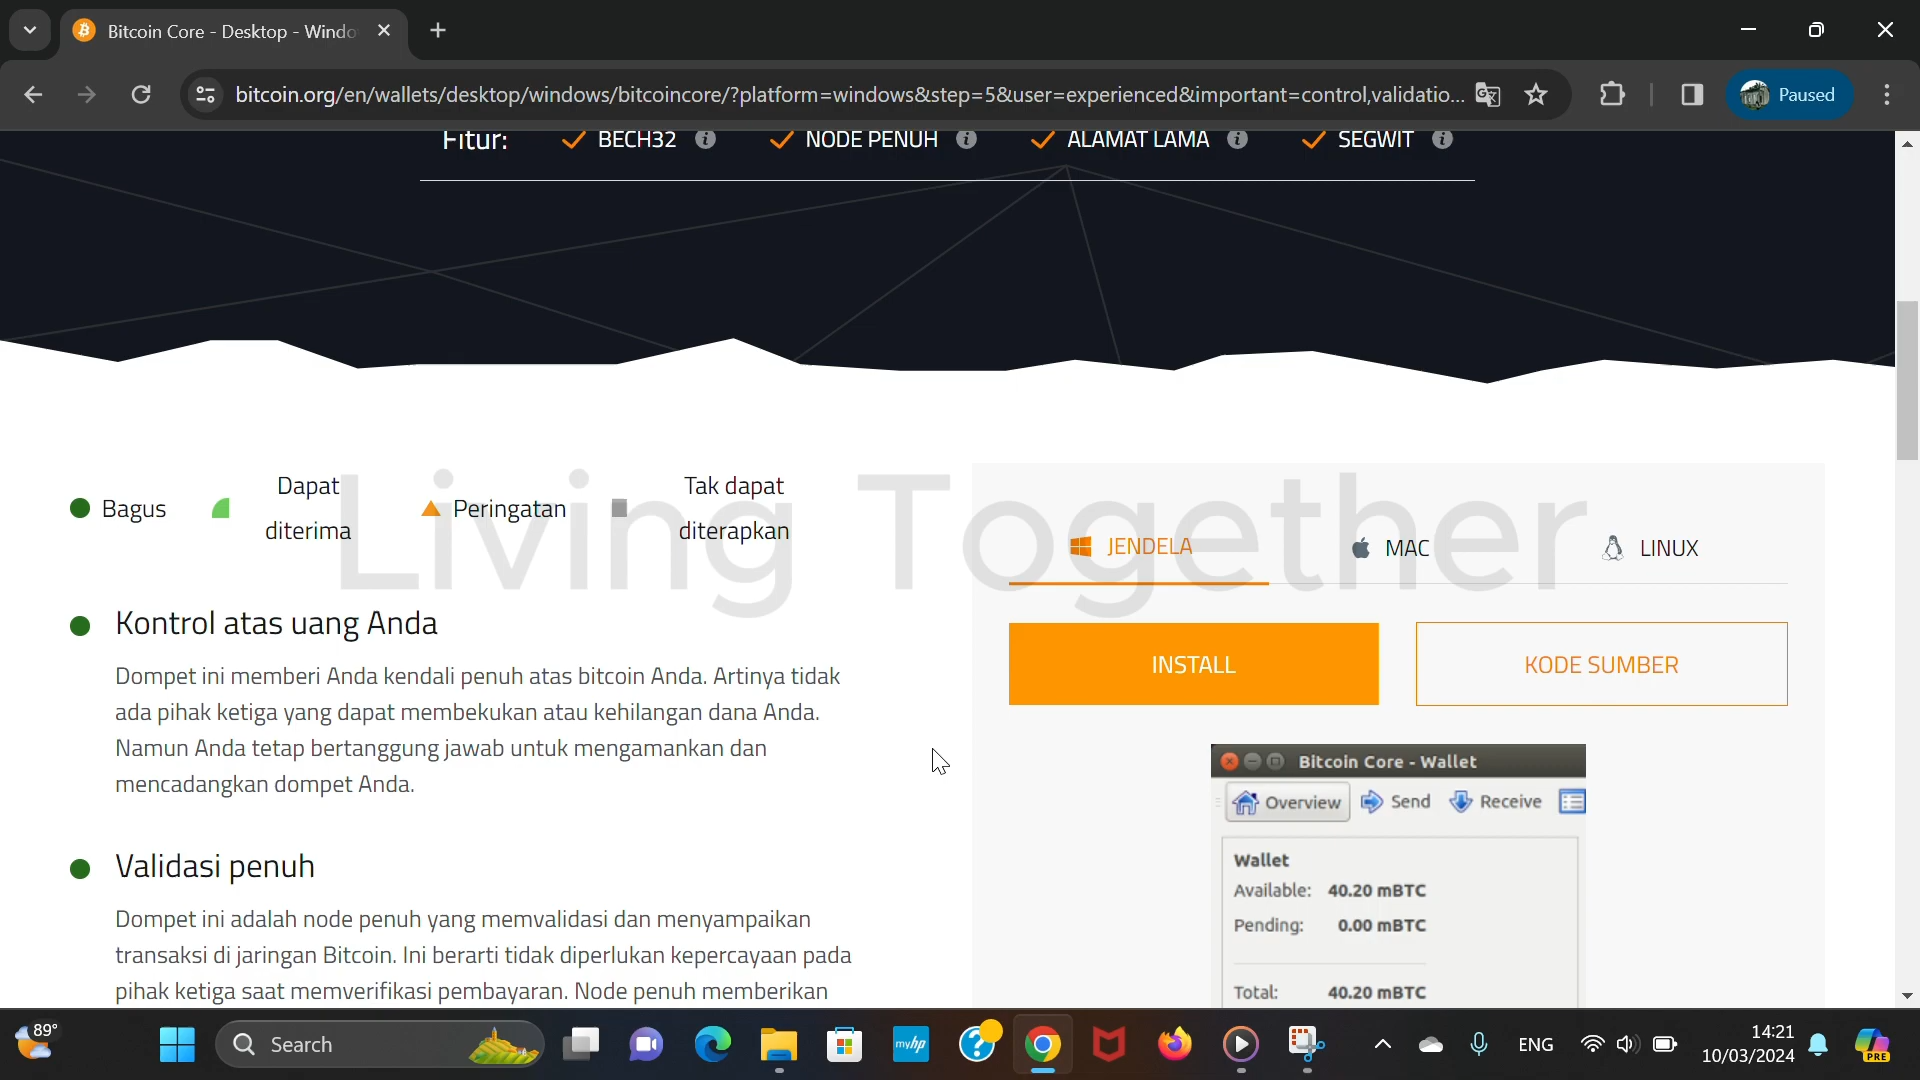 Bitcoin Core - Desktop - Windo
bitcoin.org/en/wallets/desktop/windows/bitcoincore/?platform=windows&step=5&user=experienced&important=control,validatio...
Paused
Fitur:
BECH32
NODE PENUH
ALAMAT LAMA
SEGWIT
Living Together
Bagus
Dapat
diterima
Peringatan
Tak dapat
diterapkan
JENDELA
MAC
LINUX
Kontrol atas uang Anda
Dompet ini memberi Anda kendali penuh atas bitcoin Anda. Artinya tidak
ada pihak ketiga yang dapat membekukan atau kehilangan dana Anda.
Namun Anda tetap bertanggung jawab untuk mengamankan dan
mencadangkan dompet Anda.
INSTALL
KODE SUMBER
Validasi penuh
Dompet ini adalah node penuh yang memvalidasi dan menyampaikan
transaksi di jaringan Bitcoin. Ini berarti tidak diperlukan kepercayaan pada
pihak ketiga saat memverifikasi pembayaran. Node penuh memberikan
Bitcoin Core - Wallet
Overview
Send
Receive
Wallet
Available: 40.20 mBTC
Pending: 0.00 mBTC
Total: 40.20 mBTC
89°
Search
myhp
ENG
14:21
10/03/2024
PRE